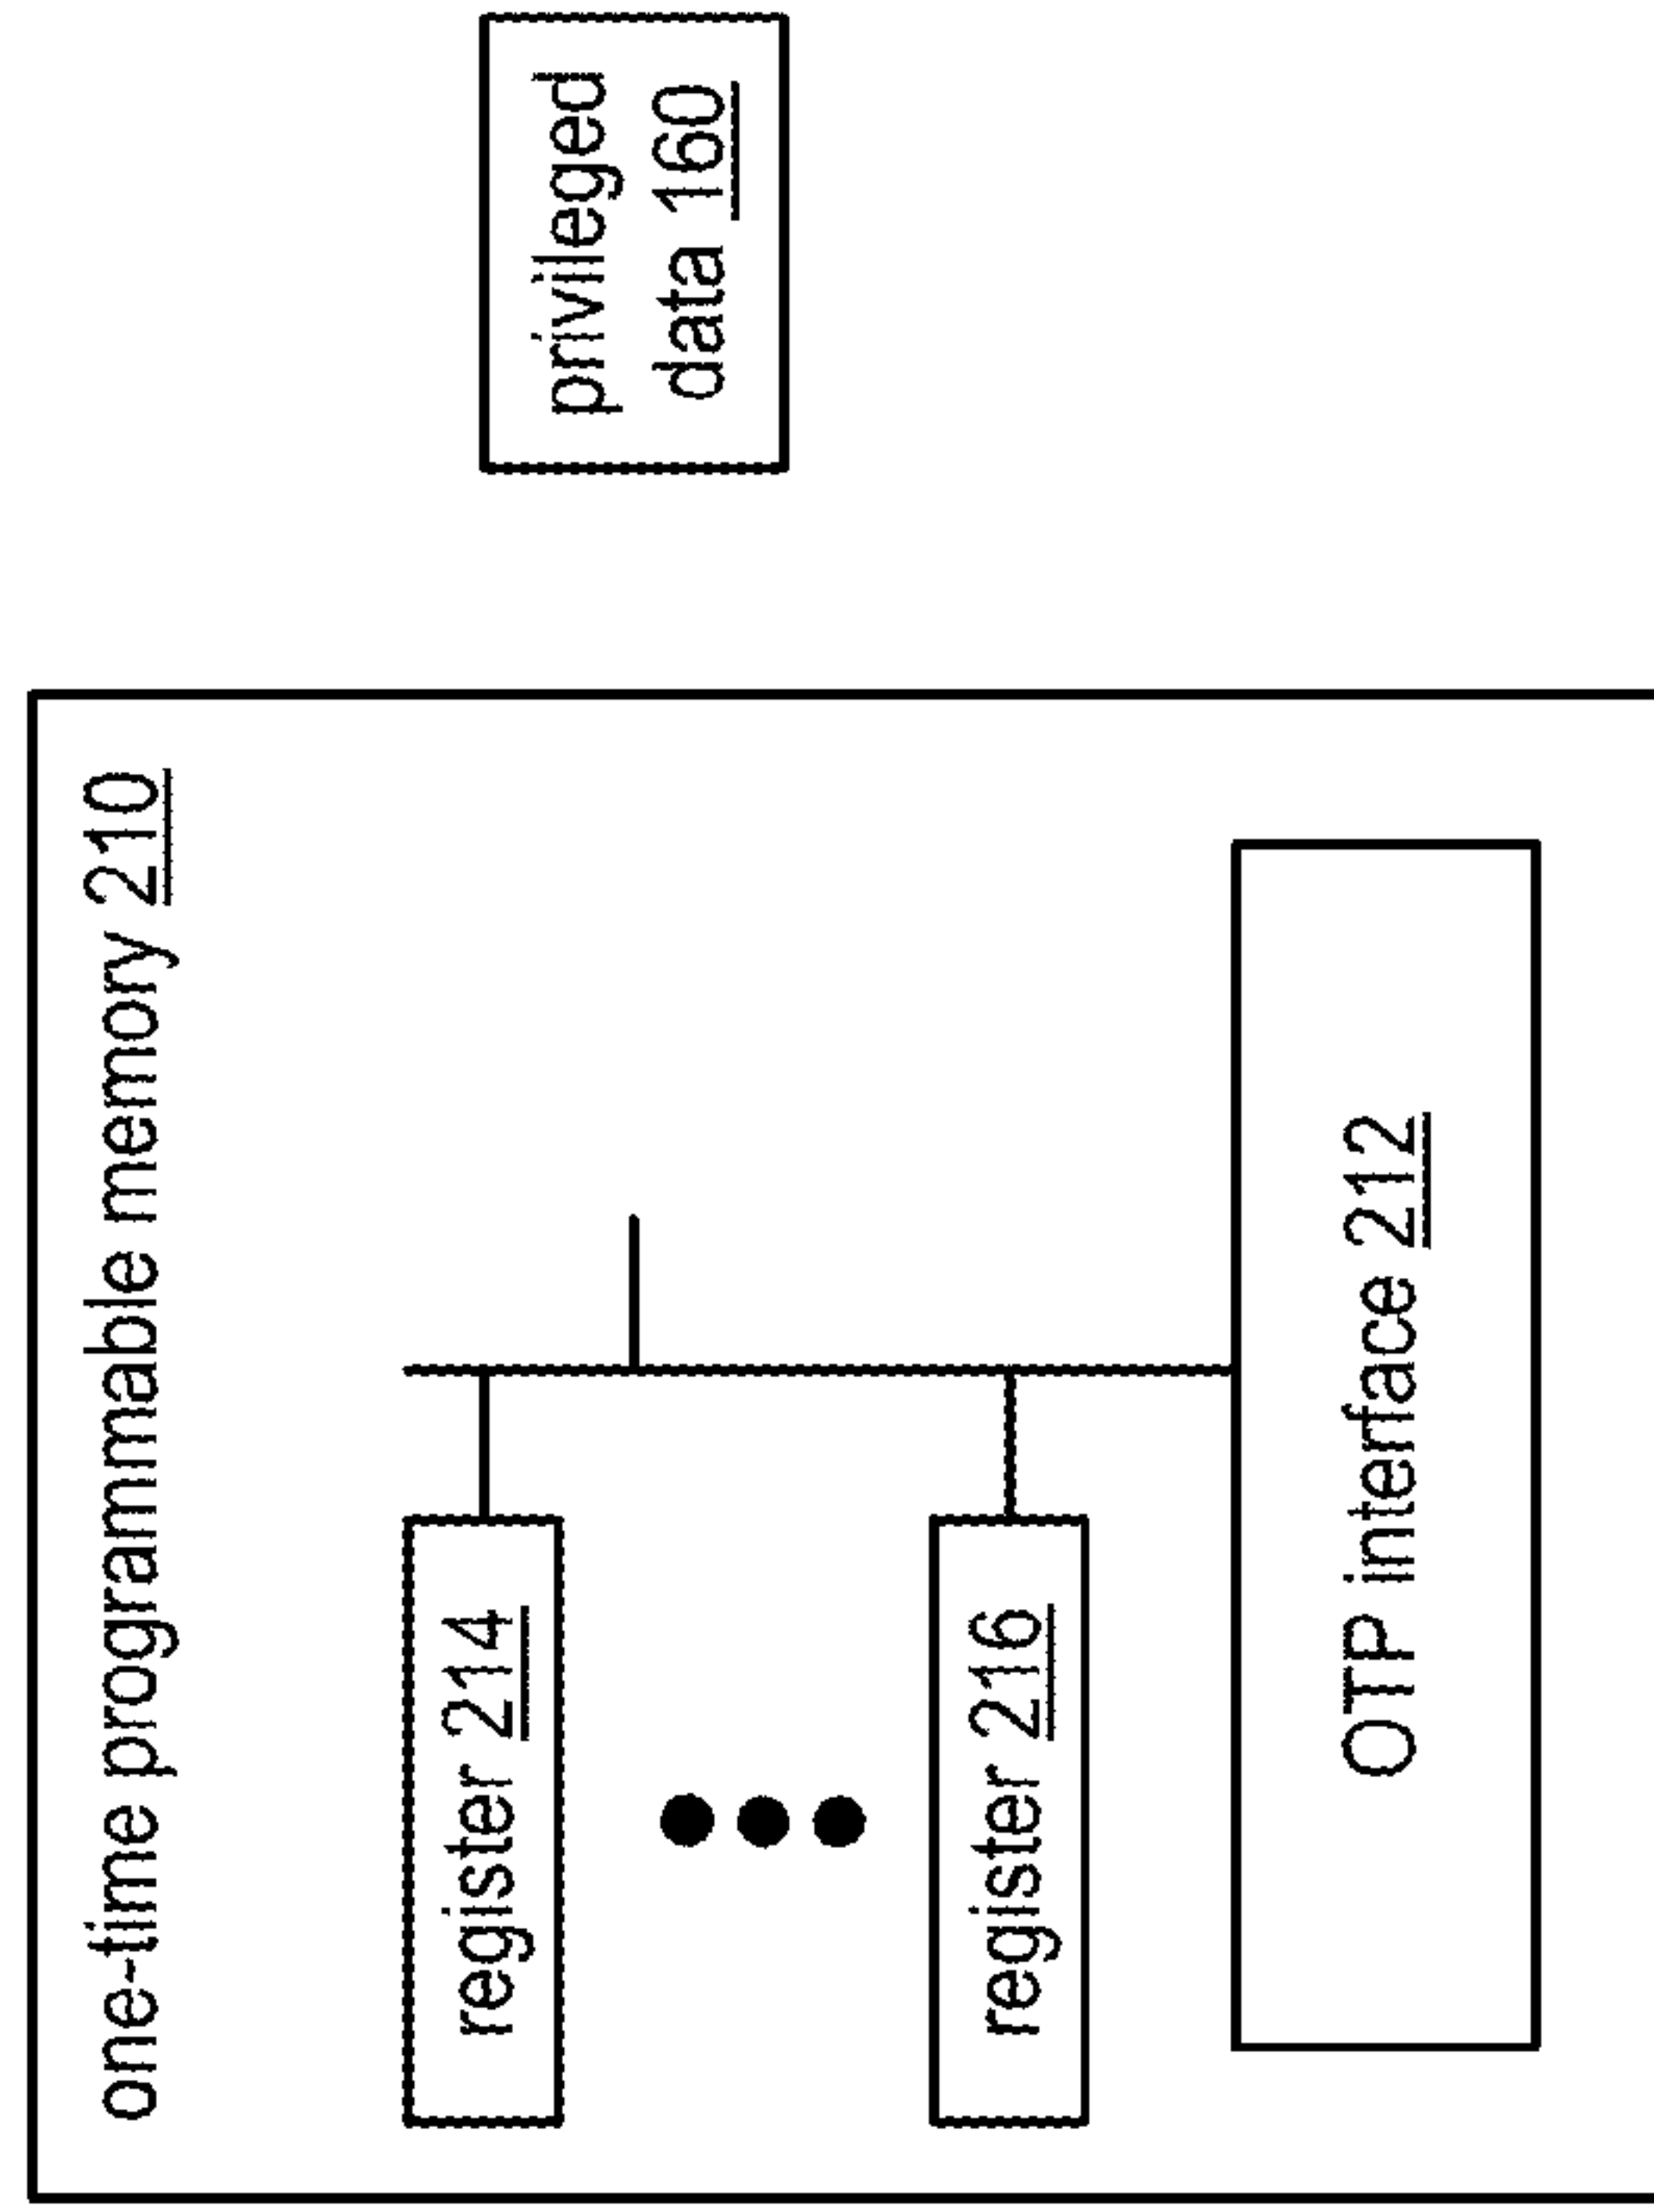 one-time programmable memory 210
register 214
register 216
OTP interface 212
privileged
data 160